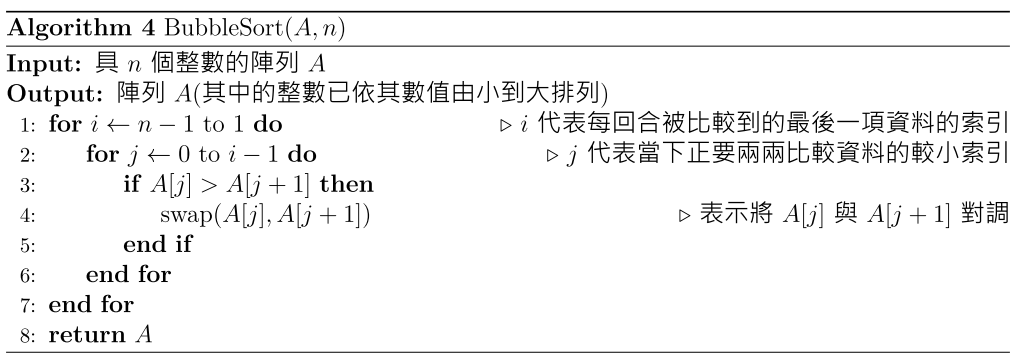 Algorithm 4 BubbleSort(A, n)
Input: 具 n 個整數的陣列 A
Output: 陣列 A(其中的整數已依其數值由小到大排列)
1: for i ← n − 1 to 1 do ▷ i 代表每回合被比較到的最後一項資料的索引
2: for j ← 0 to i − 1 do ▷ j 代表當下正要兩兩比較資料的較小索引
3: if A[j] > A[j + 1] then
4: swap(A[j], A[j + 1]) ▷ 表示將 A[j] 與 A[j + 1] 對調
5: end if
6: end for
7: end for
8: return A